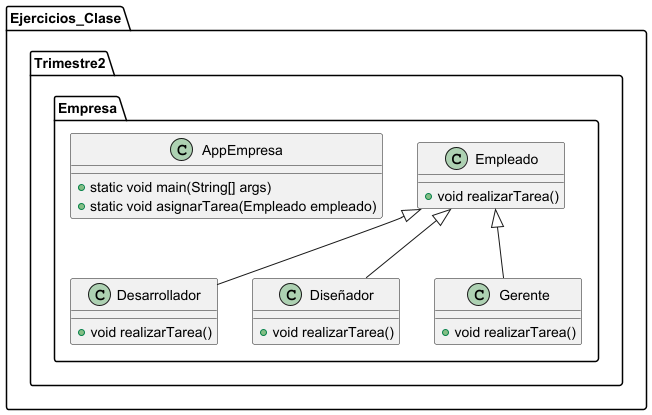 Ejercicios_Clase
Trimestre2
Empresa
C AppEmpresa
static void main(String[] args)
static void asignarTarea(Empleado empleado)
C Empleado
void realizarTarea()
C Desarrollador
void realizarTarea()
C Diseñador
void realizarTarea()
C Gerente
void realizarTarea()